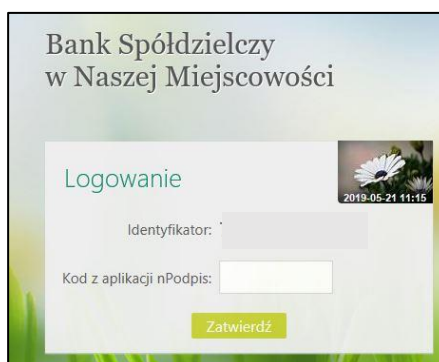 Bank Spółdzielczy
w Naszej Miejscowości
Logowanie
2019-05-21 11:15
Identyfikator:
Kod z aplikacji nPodpis:
Zatwierdź